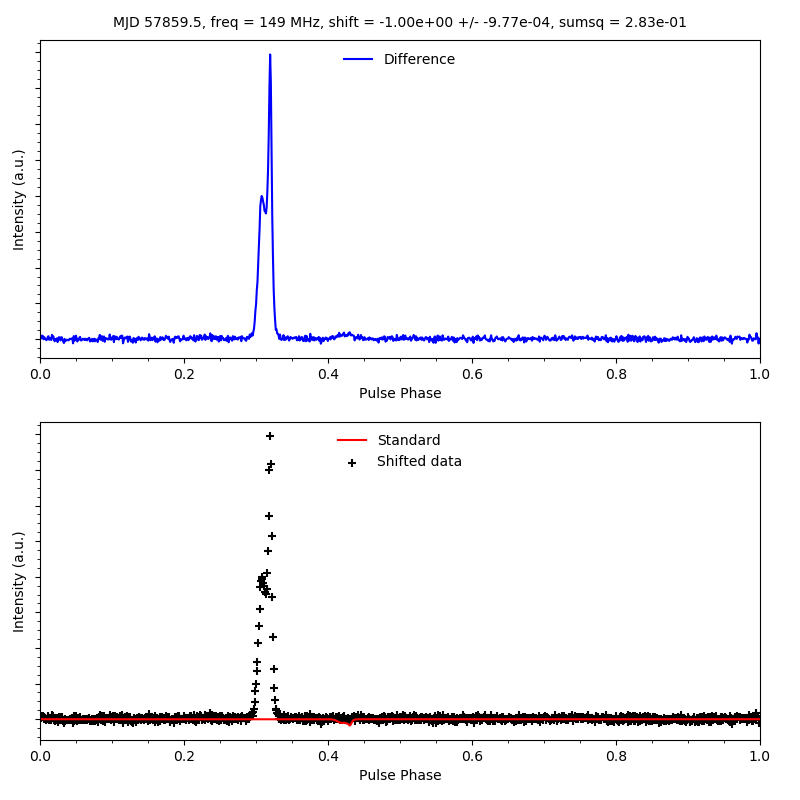 MJD 57859.5, freq = 149 MHz, shift = -1.00e+00 +/- -9.77e-04, sumsq = 2.83e-01
Difference
Intensity (a.u.)
0.0 0.2 0.4 0.6 0.8 1.0
Pulse Phase
Standard
Shifted data
Intensity (a.u.)
0.0 0.2 0.4 0.6 0.8 1.0
Pulse Phase